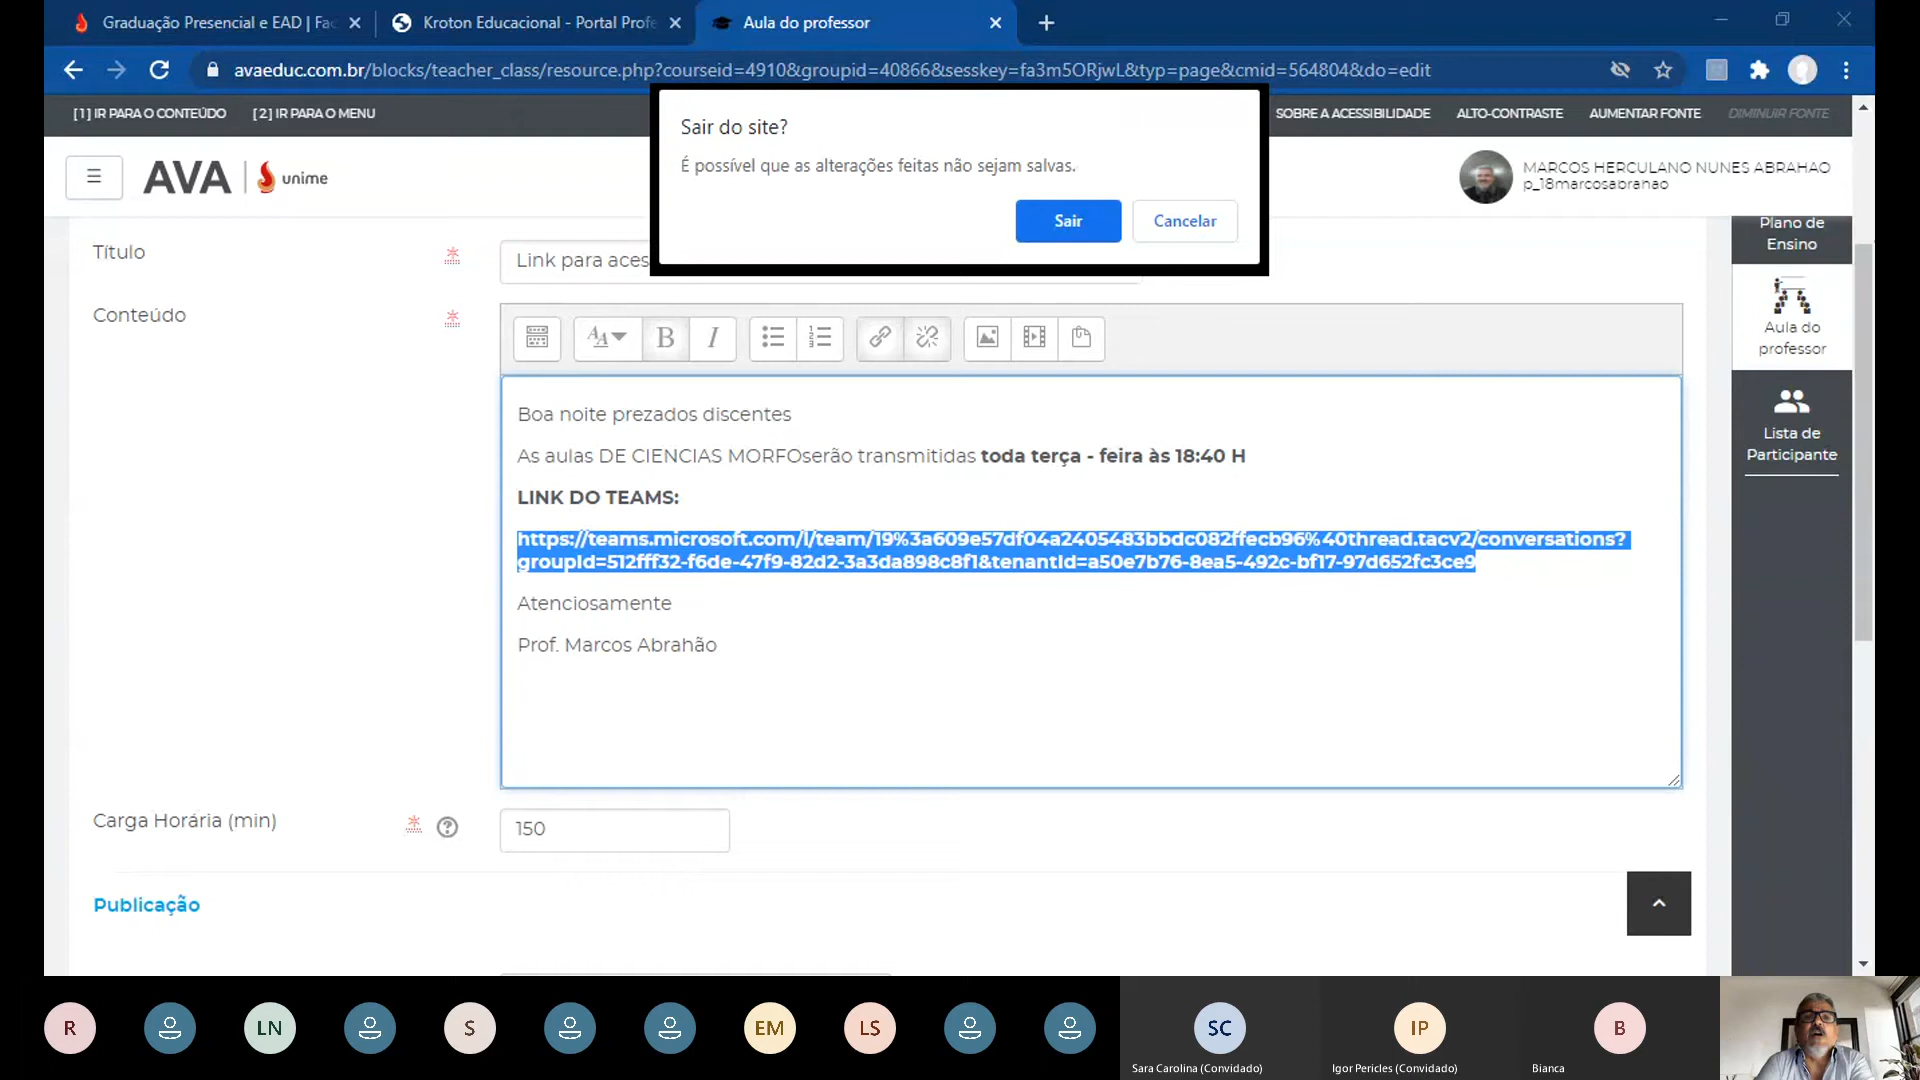 Graduação Presencial e EAD | Fac
Kroton Educacional - Portal Profe
Aula do professor
avaeduc.com.br/blocks/teacher_class/resource.php?courseid=4910&groupid=40866&sesskey=fa3m5ORjwL&typ=page&cmid=564804&do=edit
[1] IR PARA O CONTEÚDO
[2] IR PARA O MENU
SOBRE A ACESSIBILIDADE
ALTO-CONTRASTE
AUMENTAR FONTE
DIMINUIR FONTE
Sair do site?
É possível que as alterações feitas não sejam salvas.
Sair
Cancelar
AVA
unime
MARCOS HERCULANO NUNES ABRAHAO
p_18marcosabrahao
Plano de
Ensino
Aula do
professor
Lista de
Participante
Título
Link para aces
Conteúdo
Boa noite prezados discentes
As aulas DE CIENCIAS MORFOserão transmitidas toda terça - feira às 18:40 H
LINK DO TEAMS:
https://teams.microsoft.com/l/team/19%3a609e57df04a2405483bbdc082ffecb96%40thread.tacv2/conversations?
groupId=512fff32-f6de-47f9-82d2-3a3da898c8f1&tenantId=a50e7b76-8ea5-492c-bf17-97d652fc3ce9
Atenciosamente
Prof. Marcos Abrahão
Carga Horária (min)
150
Publicação
R
LN
S
EM
LS
SC
IP
B
Sara Carolina (Convidado)
Igor Pericles (Convidado)
Bianca